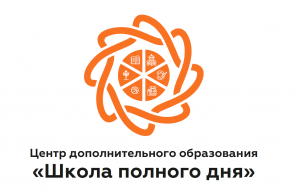 Центр дополнительного образования
«Школа полного дня»